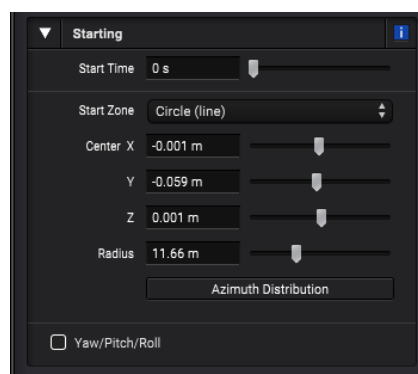 Starting i
Start Time 0 s
Start Zone Circle (line)
Center X -0.001 m
Y -0.059 m
Z 0.001 m
Radius 11.66 m
Azimuth Distribution
Yaw/Pitch/Roll